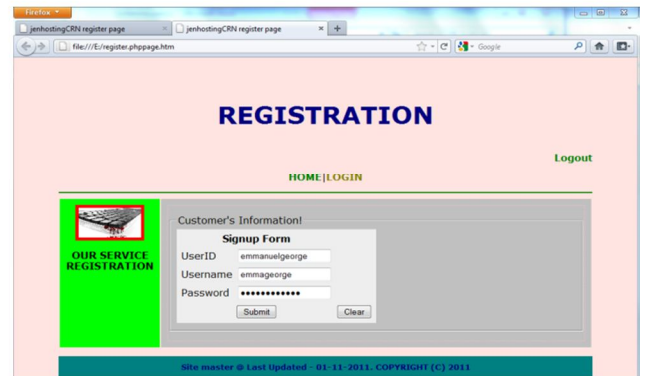 Firefox
jenhostingCRN register page
jenhostingCRN register page
file:///E:/register.phppage.htm
Google
REGISTRATION
Logout
HOME|LOGIN
OUR SERVICE
REGISTRATION
Customer's Information!
Signup Form
UserID emmanuelgeorge
Username emmageorge
Password ••••••••••••
Submit Clear
Site master @ Last Updated - 01-11-2011. COPYRIGHT (C) 2011